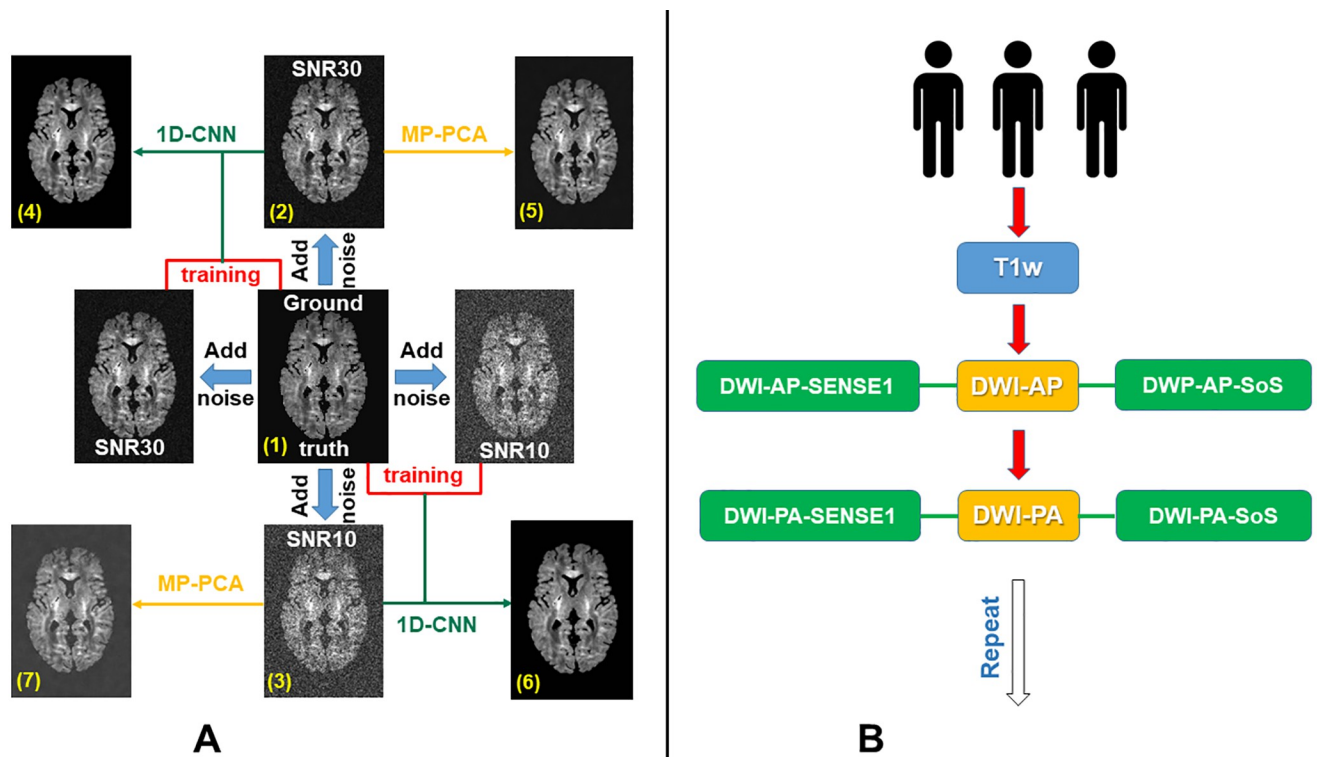 SNR30
1D-CNN
MP-PCA
(4)
(2)
(5)
Add
noise
training
Ground
Add
noise
Add
noise
SNR30
(1)
truth
SNR10
training
Add
noise
SNR10
MP-PCA
1D-CNN
(7)
(3)
(6)
A
T1w
DWI-AP-SENSE1
DWI-AP
DWP-AP-SoS
DWI-PA-SENSE1
DWI-PA
DWI-PA-SoS
Repeat
B